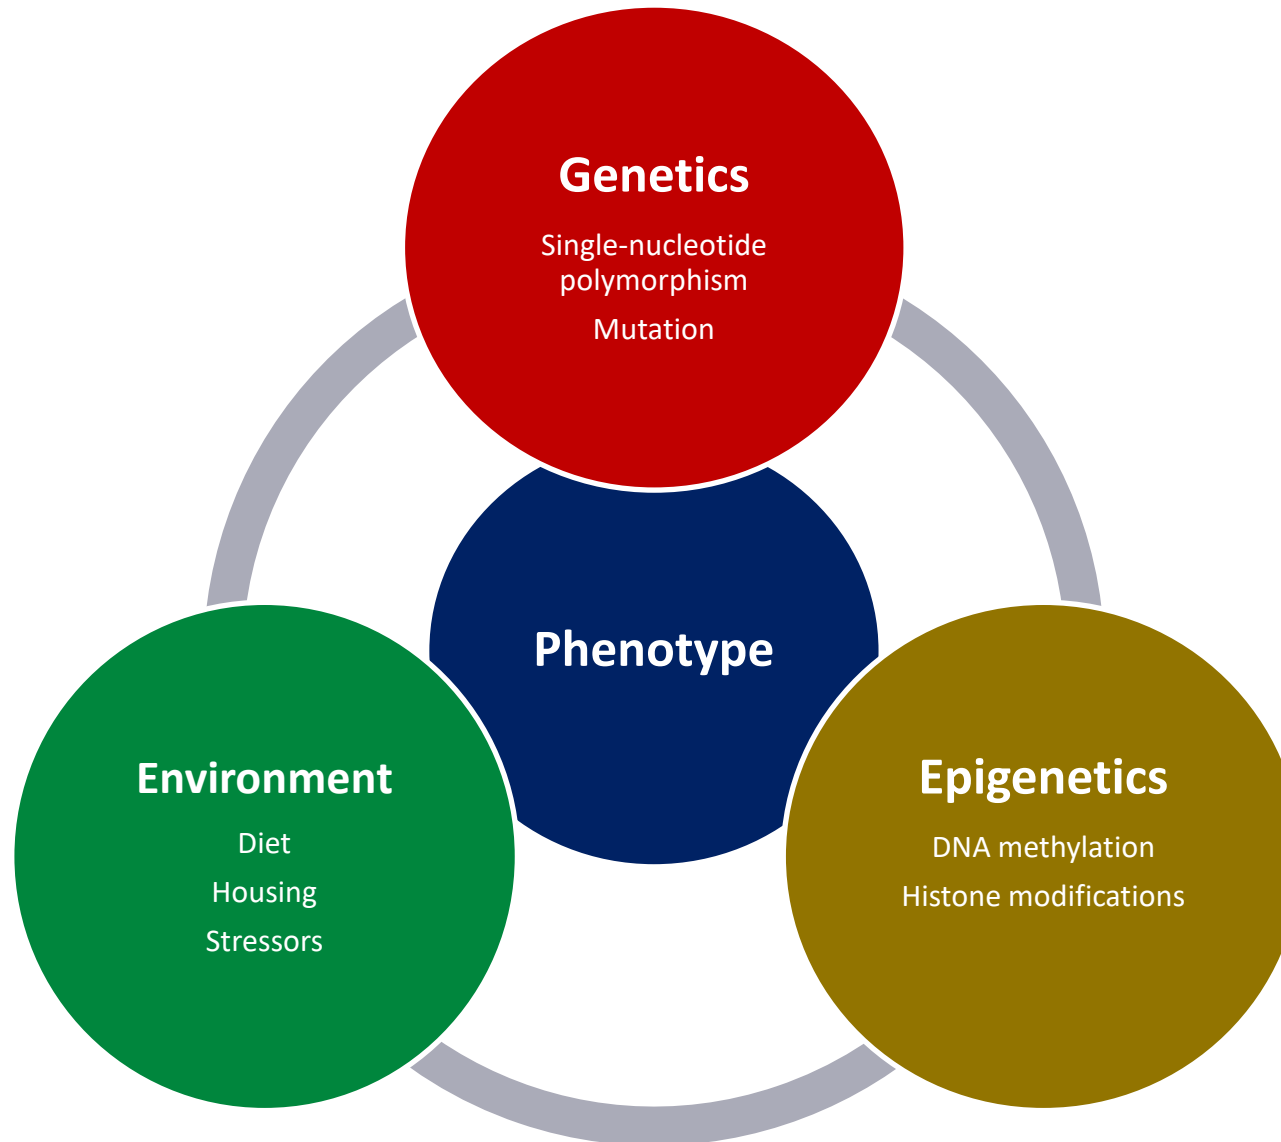 Genetics
Single-nucleotide
polymorphism
Mutation
Phenotype
Environment
Diet
Housing
Stressors
Epigenetics
DNA methylation
Histone modifications